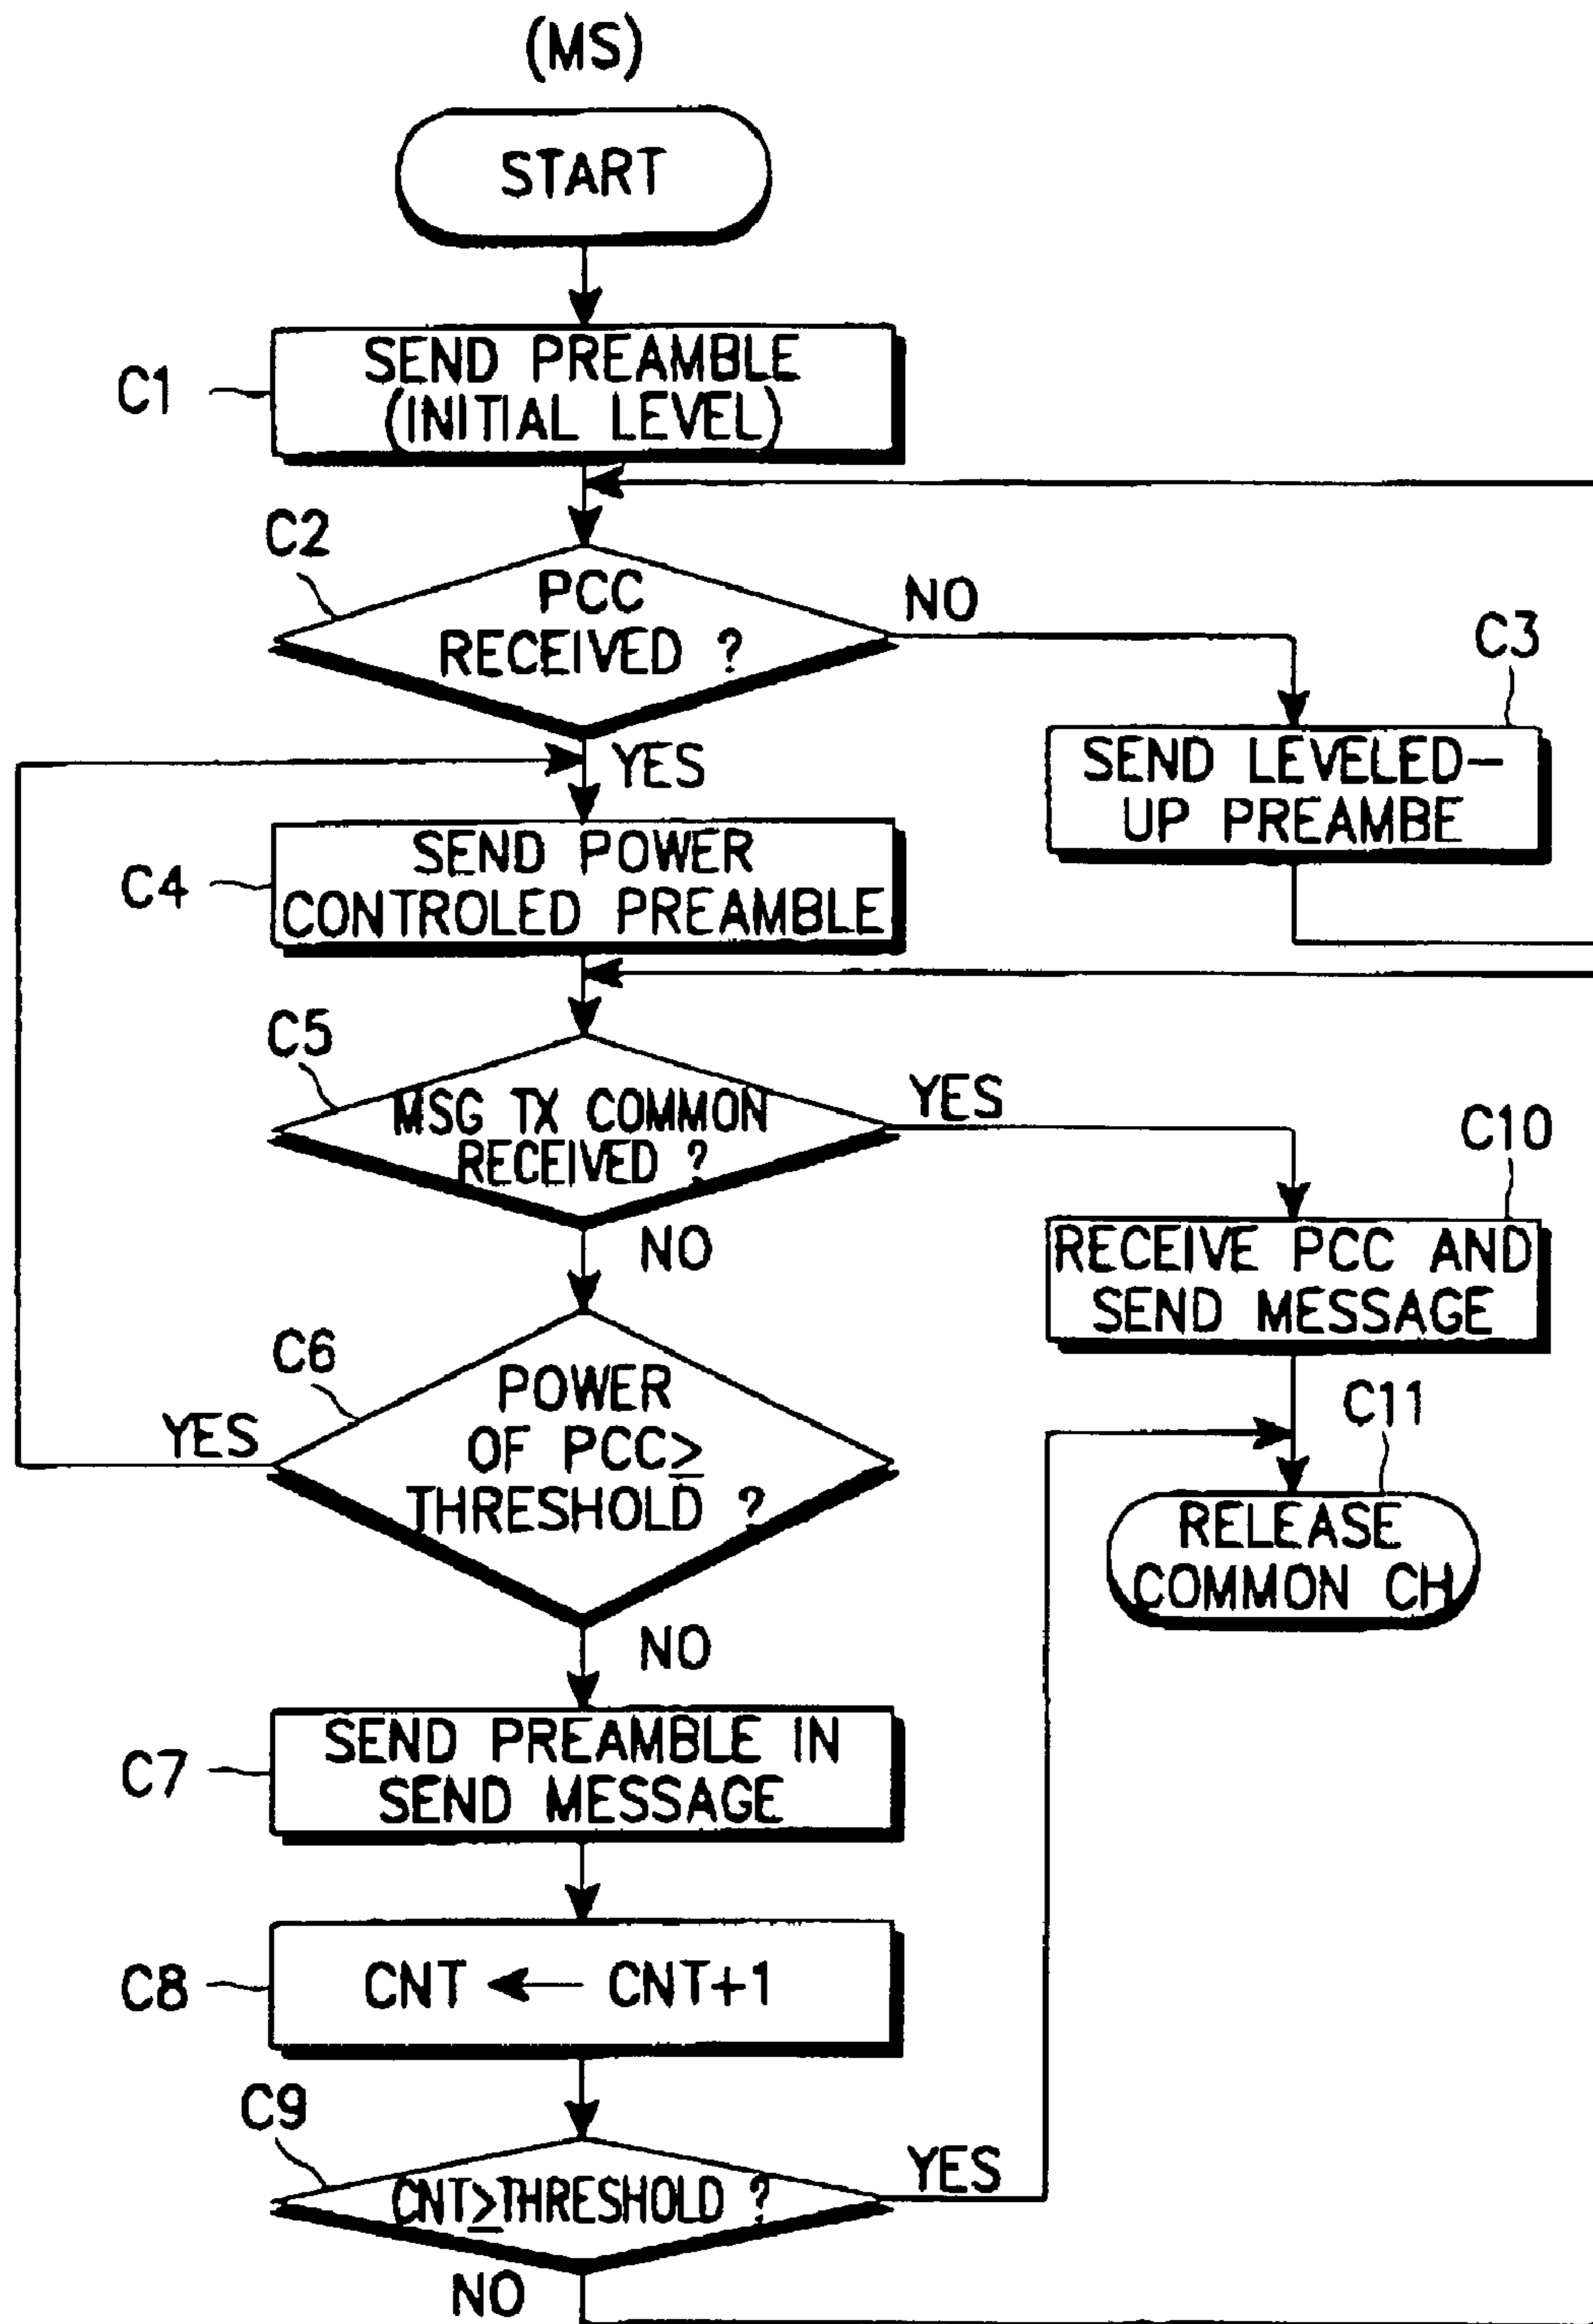 (MS)
START
C1
SEND PREAMBLE
(INITIAL LEVEL)
C2
PCC
RECEIVED ?
NO
YES
C3
SEND LEVELED-
UP PREAMBE
C4
SEND POWER
CONTROLED PREAMBLE
C5
MSG TX COMMON
RECEIVED ?
YES
NO
C10
RECEIVE PCC AND
SEND MESSAGE
C6
POWER
OF PCC≥
THRESHOLD ?
YES
NO
C11
RELEASE
COMMON CH
C7
SEND PREAMBLE IN
SEND MESSAGE
C8
CNT ← CNT+1
C9
CNT≥THRESHOLD ?
YES
NO